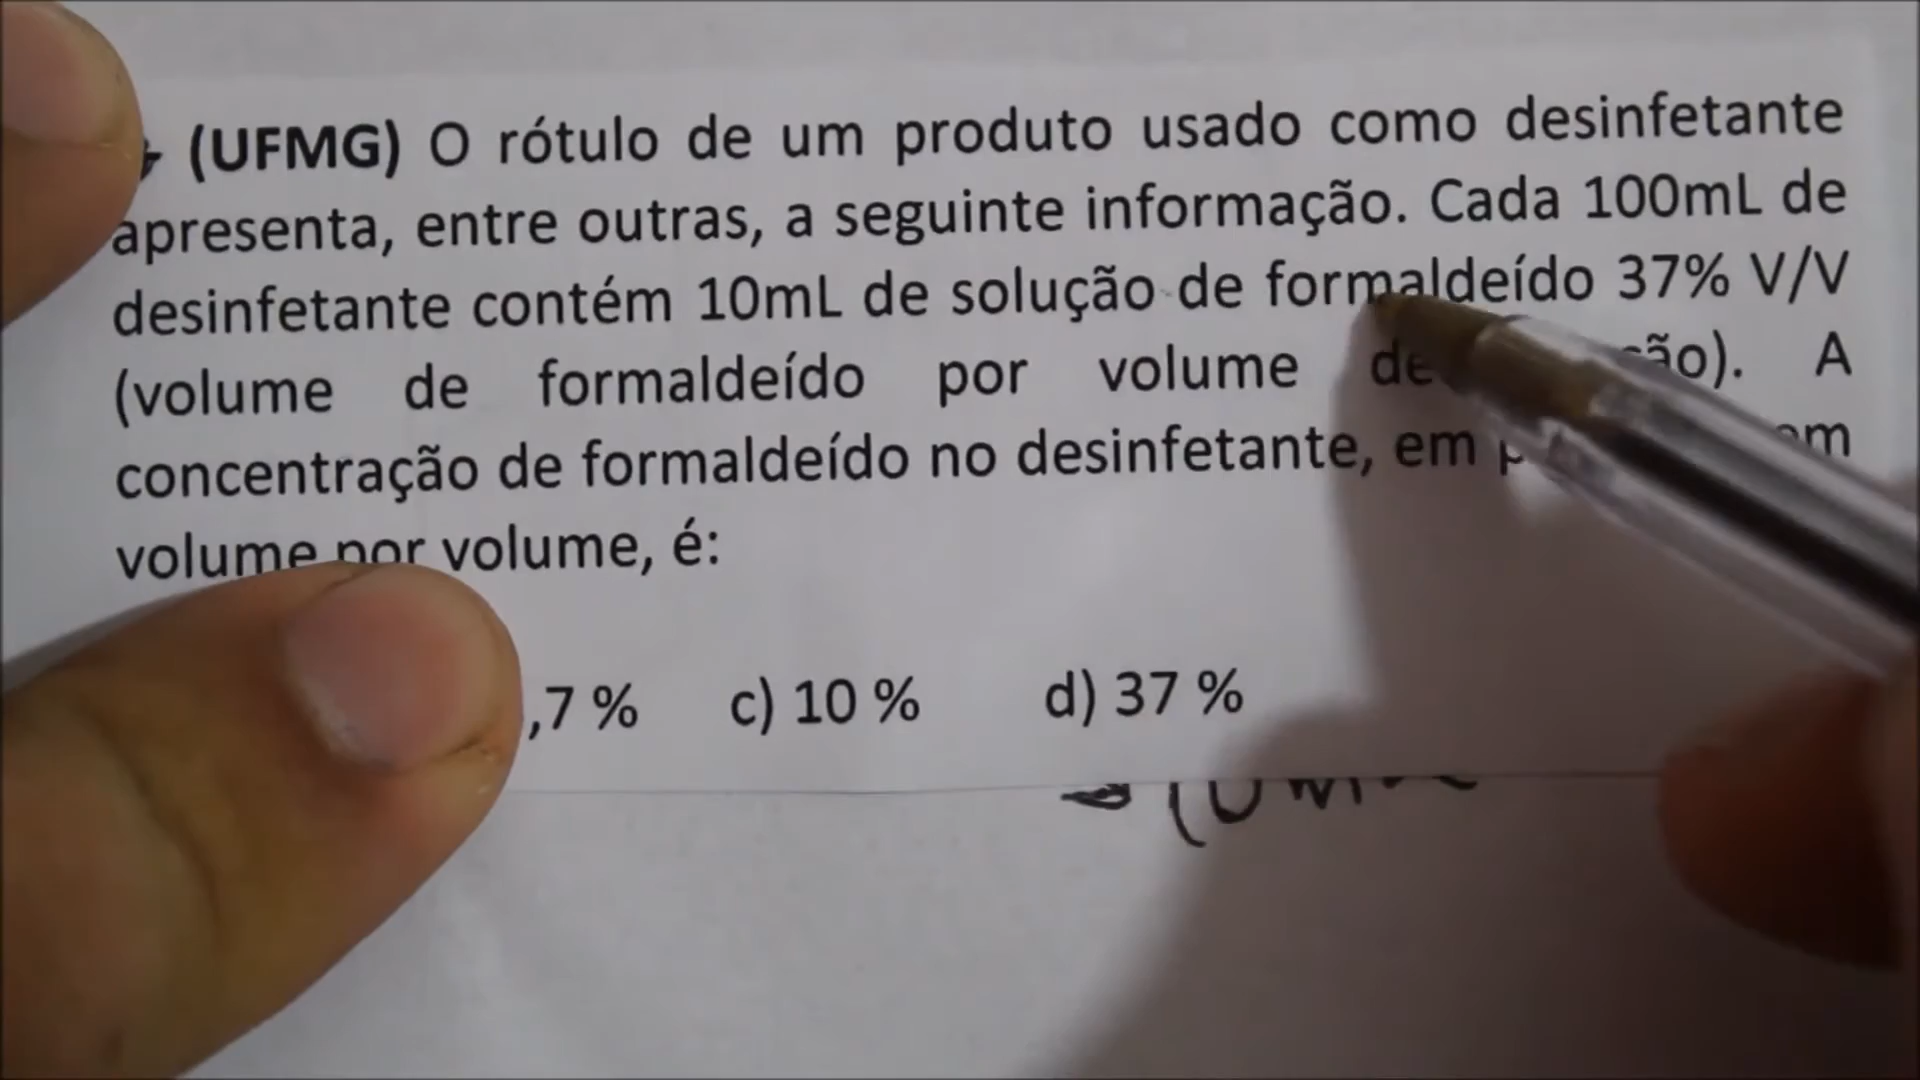 (UFMG) O rótulo de um produto usado como desinfetante
apresenta, entre outras, a seguinte informação. Cada 100mL de
desinfetante contém 10mL de solução de formaldeído 37% V/V
(volume de formaldeído por volume de ão). A
concentração de formaldeído no desinfetante, em em
volume por volume, é:
,7 % c) 10 % d) 37 %